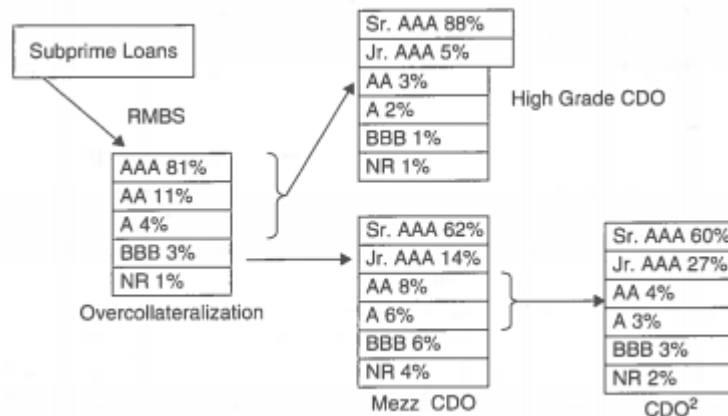 Subprime Loans
RMBS
AAA 81%
AA 11%
A 4%
BBB 3%
NR 1%
Overcollateralization
Sr. AAA 88%
Jr. AAA 5%
AA 3%
A 2%
BBB 1%
NR 1%
High Grade CDO
Sr. AAA 62%
Jr. AAA 14%
AA 8%
A 6%
BBB 6%
NR 4%
Mezz CDO
Sr. AAA 60%
Jr. AAA 27%
AA 4%
A 3%
BBB 3%
NR 2%
CDO²